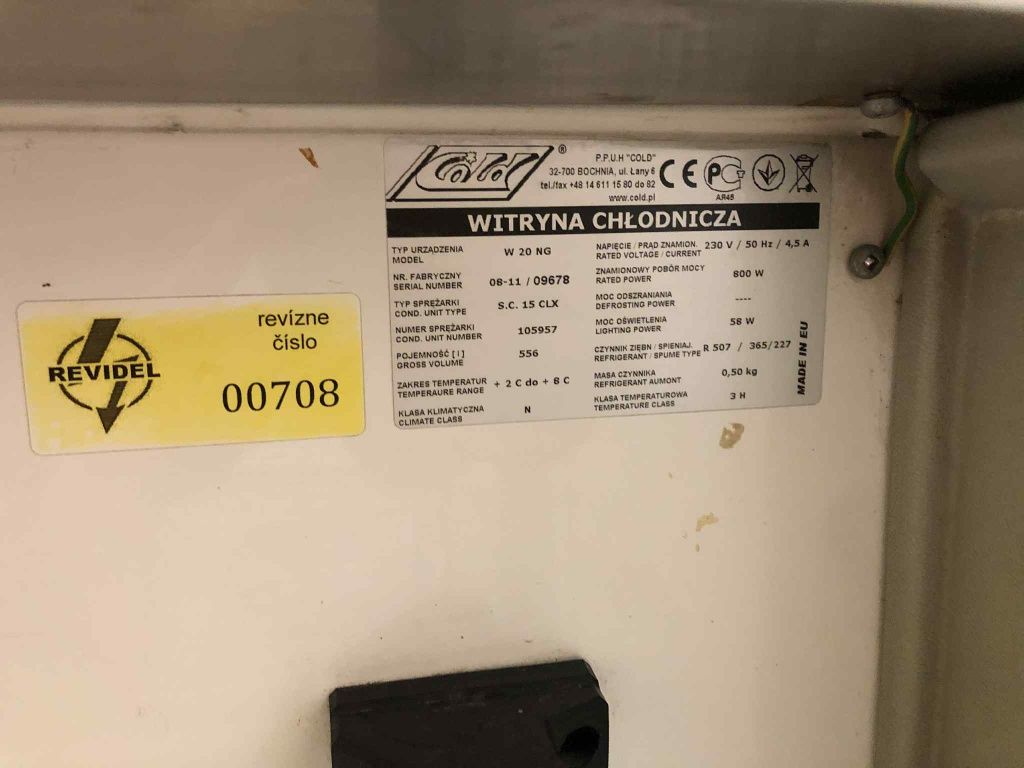 revízne
číslo
REVIDEL
00708
Cold ®
P.P.U.H "COLD"
32-700 BOCHNIA, ul. Łany 6
tel./fax +48 14 611 15 80 do 82
www.cold.pl
CE
AR45
WITRYNA CHŁODNICZA
TYP URZĄDZENIA
MODEL
W 20 NG
NR. FABRYCZNY
SERIAL NUMBER
08-11 / 09678
TYP SPRĘŻARKI
COND. UNIT TYPE
S.C. 15 CLX
NUMER SPRĘŻARKI
COND. UNIT NUMBER
105957
POJEMNOŚĆ [l]
GROSS VOLUME
556
ZAKRES TEMPERATUR
TEMPERAURE RANGE
+ 2 C do + 8 C
KLASA KLIMATYCZNA
CLIMATE CLASS
N
NAPIĘCIE / PRĄD ZNAMION.
RATED VOLTAGE / CURRENT
230 V / 50 Hz / 4,5 A
ZNAMIONOWY POBÓR MOCY
RATED POWER
800 W
MOC ODSZRANIANIA
DEFROSTING POWER
----
MOC OŚWIETLENIA
LIGHTING POWER
58 W
CZYNNIK ZIĘBN / SPIENIAJ.
REFRIGERANT / SPUME TYPE
R 507 / 365/227
MASA CZYNNIKA
REFRIGERANT AUMONT
0,50 kg
KLASA TEMPERATUROWA
TEMPERATURE CLASS
3 H
MADE IN EU